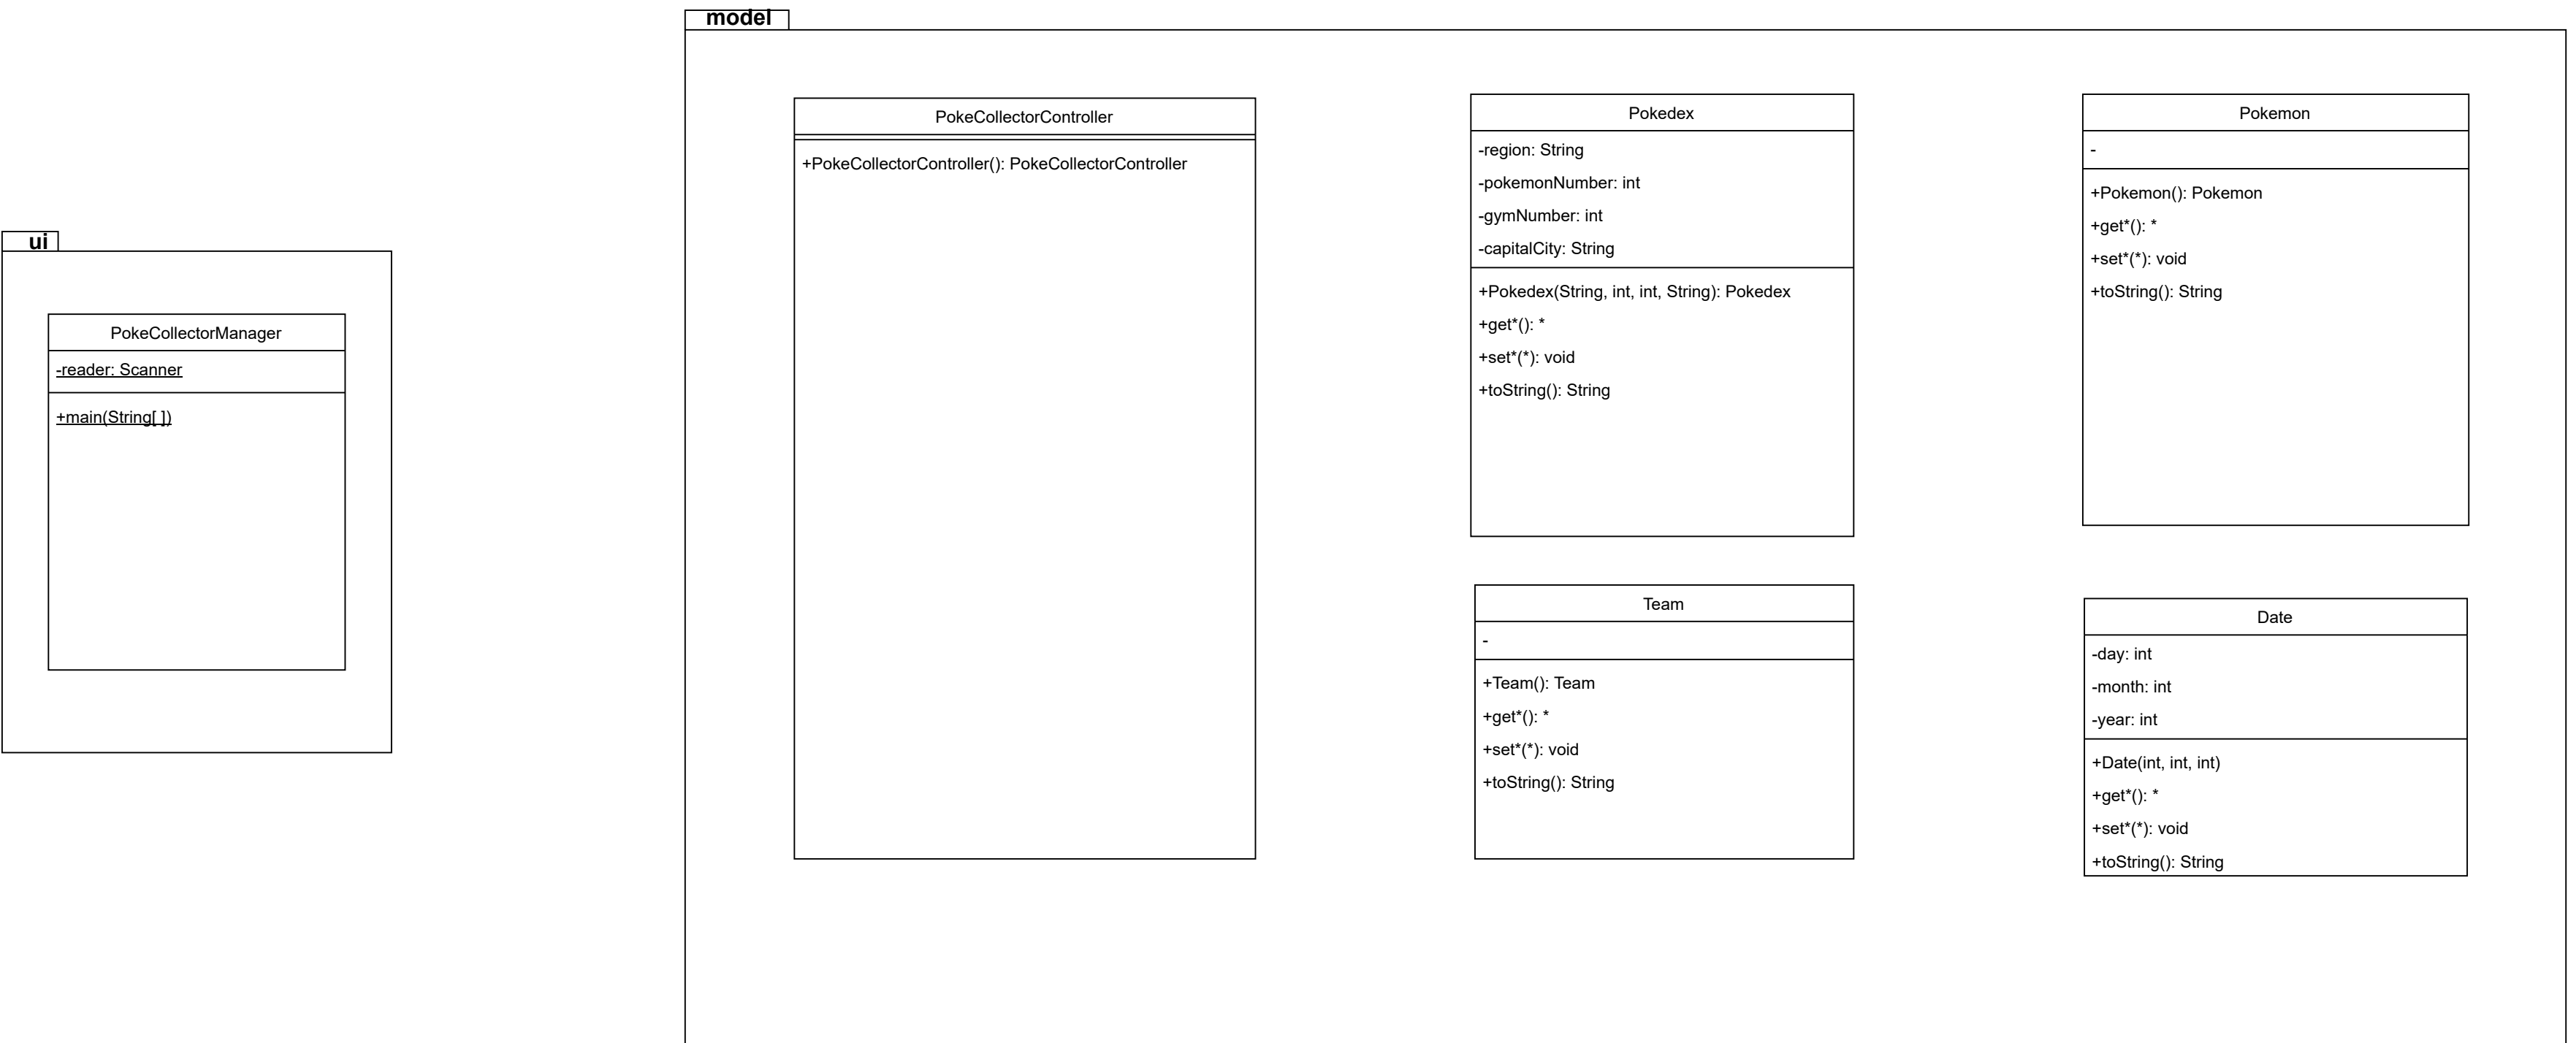 model
ui
PokeCollectorManager
-reader: Scanner
+main(String[ ])
PokeCollectorController
+PokeCollectorController(): PokeCollectorController
Pokedex
-region: String
-pokemonNumber: int
-gymNumber: int
-capitalCity: String
+Pokedex(String, int, int, String): Pokedex
+get*(): *
+set*(*): void
+toString(): String
Pokemon
-
+Pokemon(): Pokemon
+get*(): *
+set*(*): void
+toString(): String
Team
-
+Team(): Team
+get*(): *
+set*(*): void
+toString(): String
Date
-day: int
-month: int
-year: int
+Date(int, int, int)
+get*(): *
+set*(*): void
+toString(): String